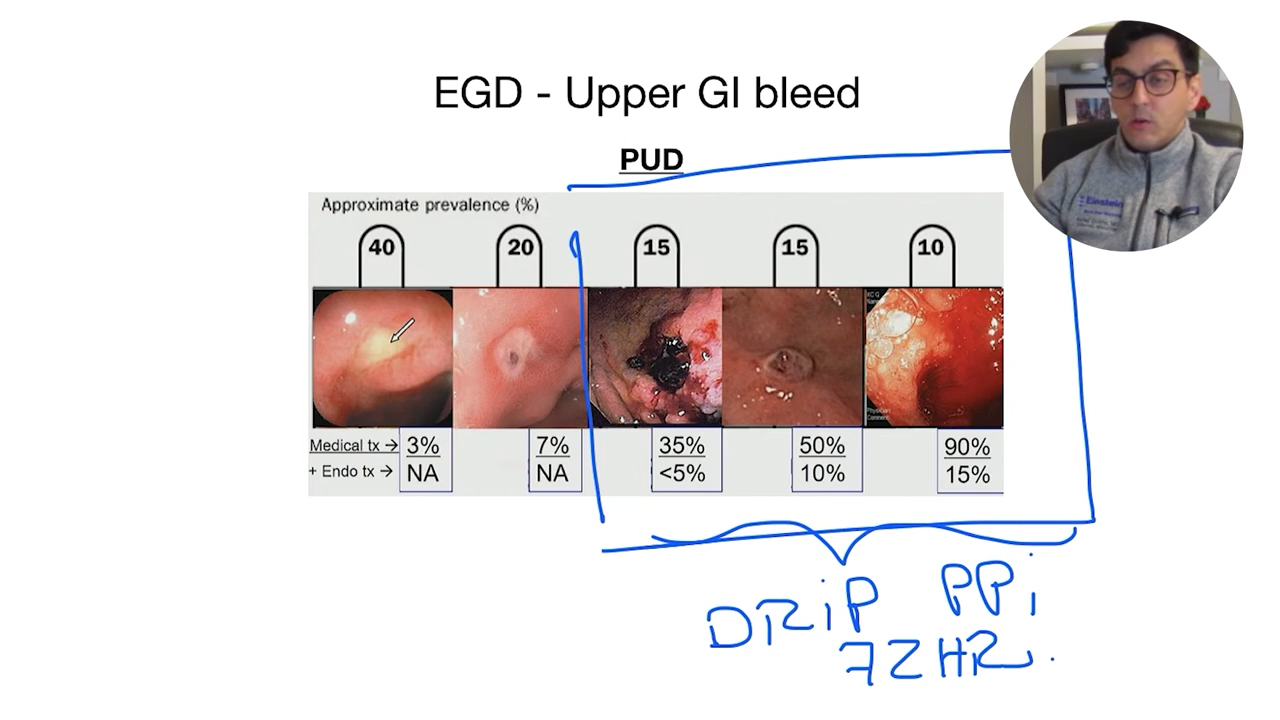 EGD - Upper GI bleed
PUD
Approximate prevalence (%)
40 20 15 15 10
Medical tx → 3% 7% 35% 50% 90%
+ Endo tx → NA NA <5% 10% 15%
Einstein
DRiP PPi
72HR.